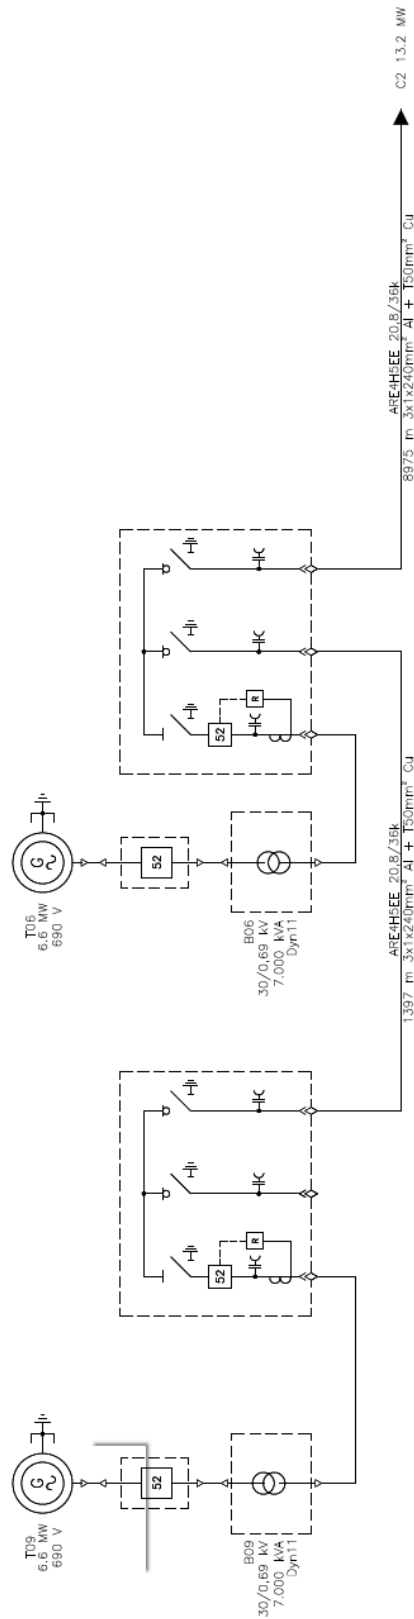 T09
6.6 MW
690 V
G
52
B09
30/0,69 kV
7.000 kVA
Dyn11
52
R
1397 m 3x1x240mm² Al + T50mm² Cu
ARE4H5EE 20,8/36k
T06
6.6 MW
690 V
G
52
B06
30/0,69 kV
7.000 kVA
Dyn11
52
R
8975 m 3x1x240mm² Al + T50mm² Cu
ARE4H5EE 20,8/36k
C2 13.2 MW